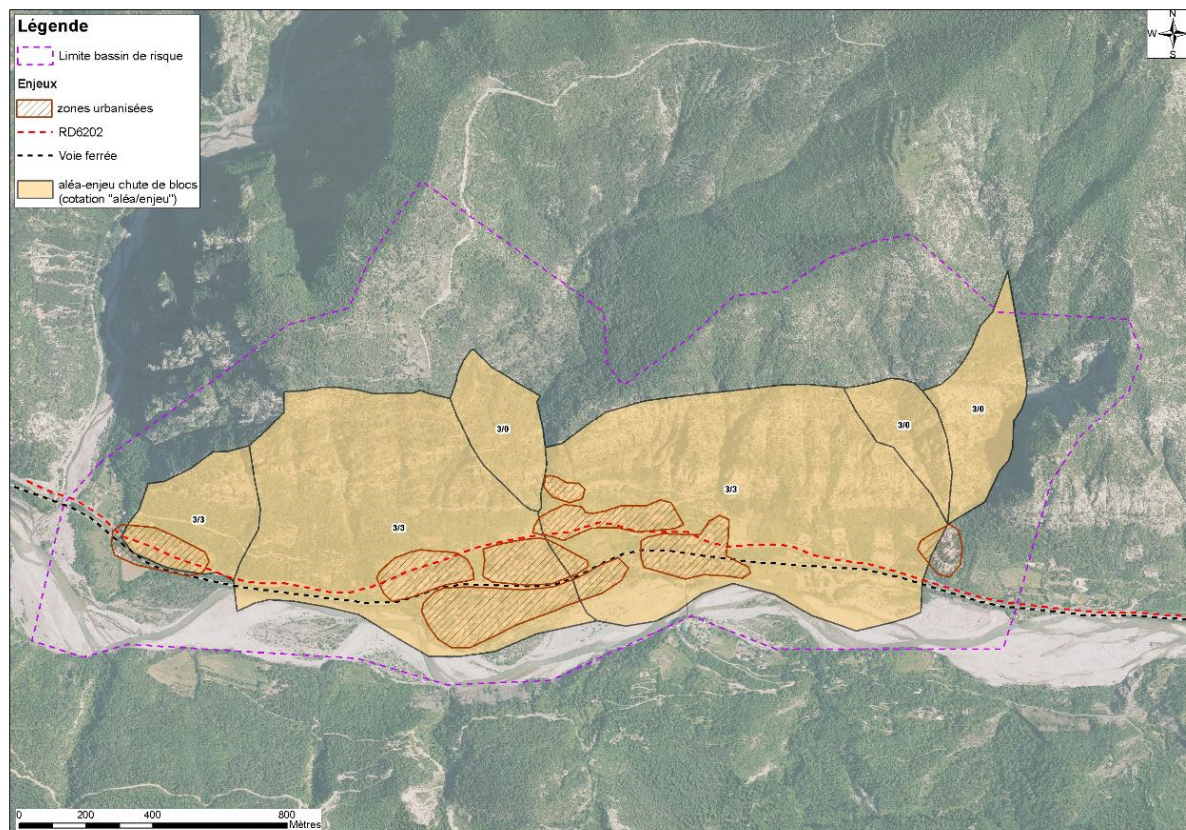 Légende
Limite bassin de risque
Enjeux
zones urbanisées
RD6202
Voie ferrée
aléa-enjeu chute de blocs
(cotation "aléa/enjeu")
N
W
E
S
3/0
3/0
3/0
3/3
3/3
3/3
0 200 400 800
Mètres